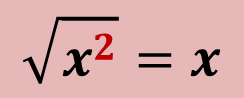 √x² = x